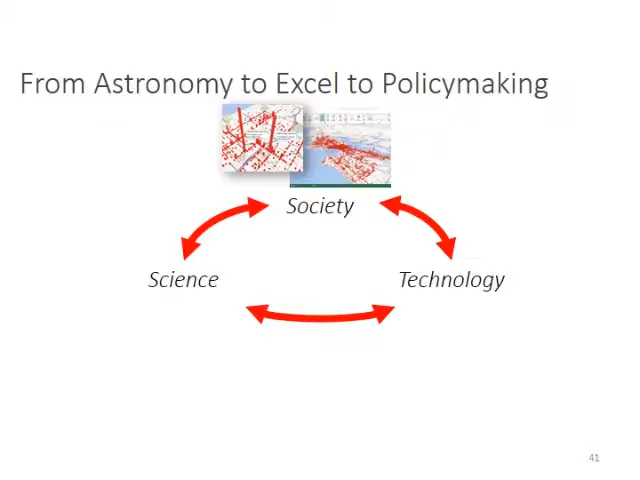 From Astronomy to Excel to Policymaking
Society
Science
Technology
41